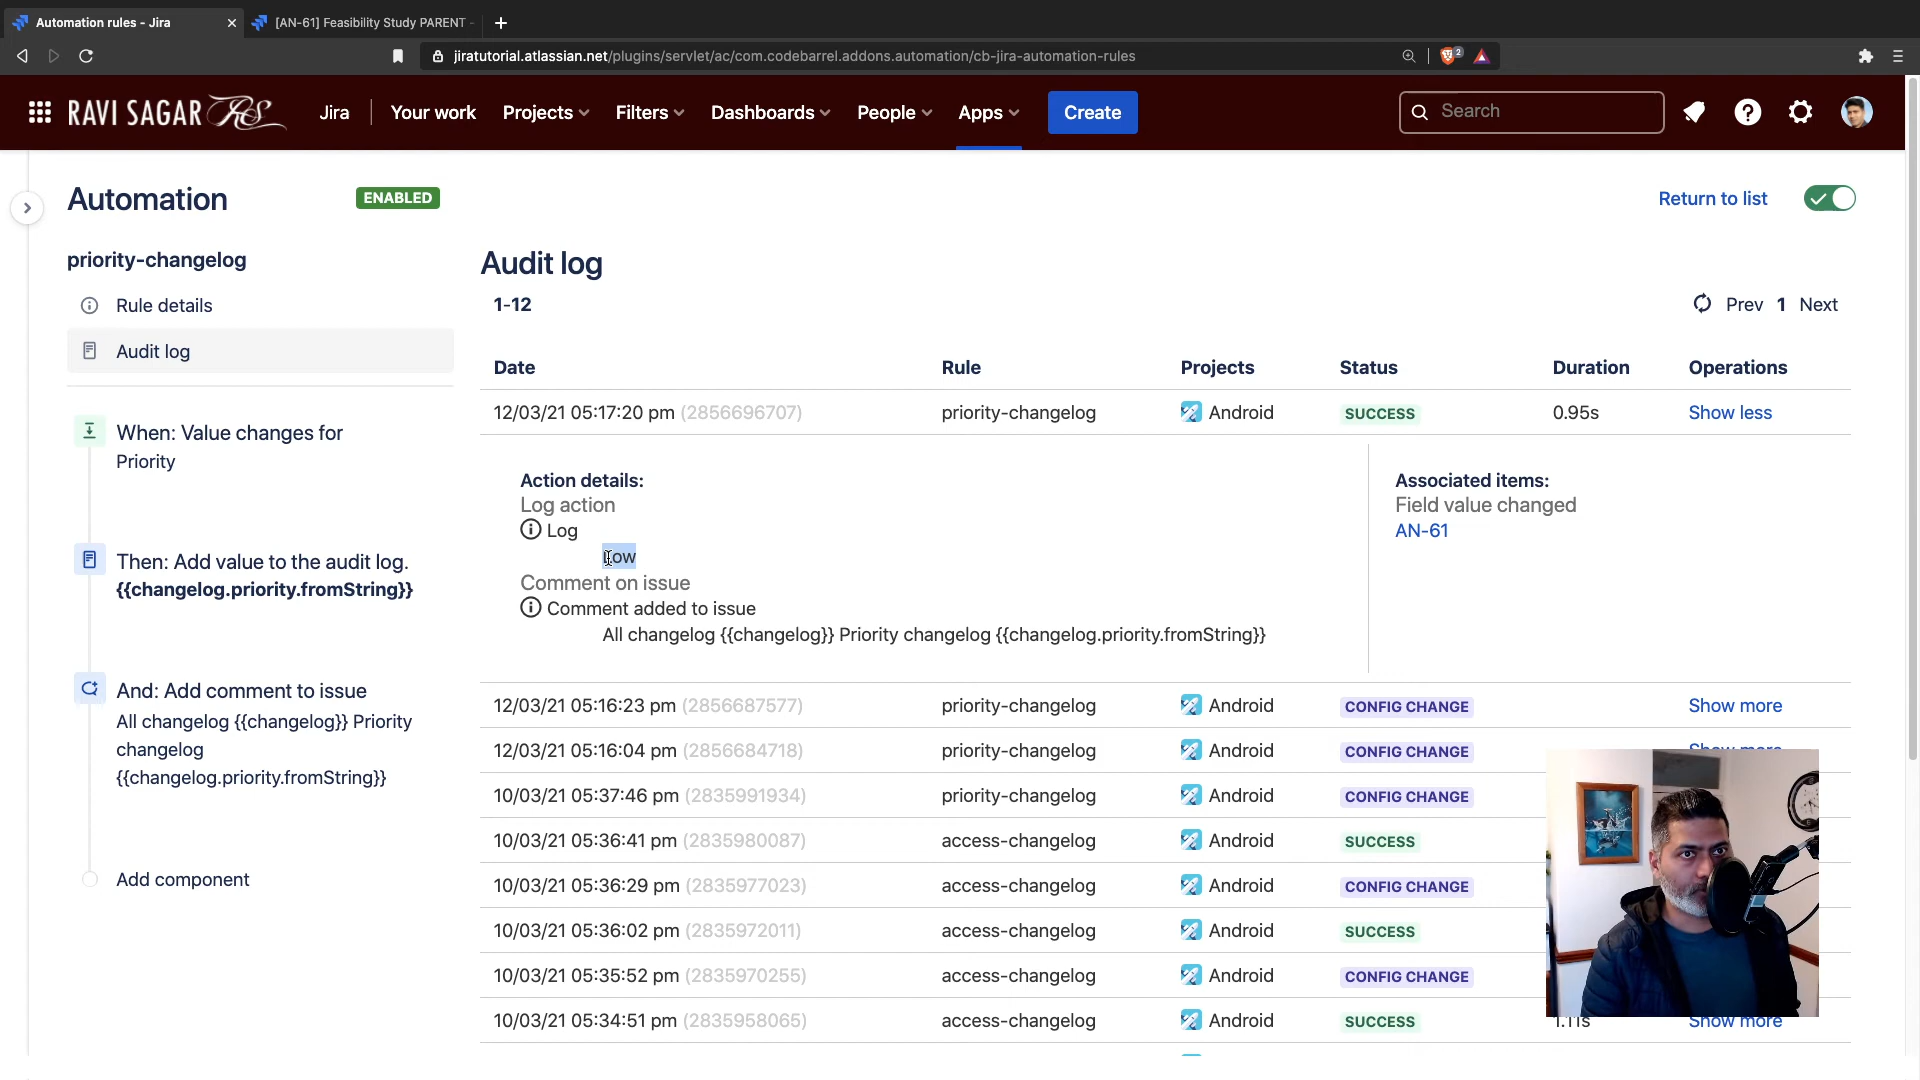 Automation rules - Jira
[AN-61] Feasibility Study PARENT -
jiratutorial.atlassian.net/plugins/servlet/ac/com.codebarrel.addons.automation/cb-jira-automation-rules
2
RAVI SAGAR RS Jira Your work Projects Filters Dashboards People Apps Create Search
Automation ENABLED
Return to list
priority-changelog
Rule details
Audit log
When: Value changes for
Priority
Then: Add value to the audit log.
{{changelog.priority.fromString}}
And: Add comment to issue
All changelog {{changelog}} Priority
changelog
{{changelog.priority.fromString}}
Add component
Audit log
1-12
Prev 1 Next
Date Rule Projects Status Duration Operations
12/03/21 05:17:20 pm (2856696707) priority-changelog Android SUCCESS 0.95s Show less
Action details:
Log action
Log
Low
Comment on issue
Comment added to issue
All changelog {{changelog}} Priority changelog {{changelog.priority.fromString}}
Associated items:
Field value changed
AN-61
12/03/21 05:16:23 pm (2856687577) priority-changelog Android CONFIG CHANGE Show more
12/03/21 05:16:04 pm (2856684718) priority-changelog Android CONFIG CHANGE Show more
10/03/21 05:37:46 pm (2835991934) priority-changelog Android CONFIG CHANGE
10/03/21 05:36:41 pm (2835980087) access-changelog Android SUCCESS
10/03/21 05:36:29 pm (2835977023) access-changelog Android CONFIG CHANGE
10/03/21 05:36:02 pm (2835972011) access-changelog Android SUCCESS
10/03/21 05:35:52 pm (2835970255) access-changelog Android CONFIG CHANGE
10/03/21 05:34:51 pm (2835958065) access-changelog Android SUCCESS 1.11s Show more